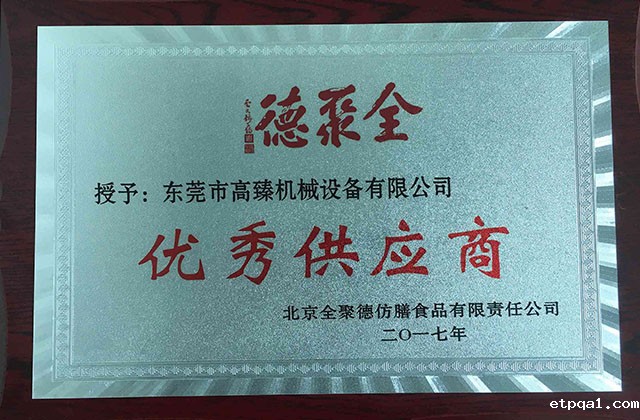 德聚全
授予：东莞市高臻机械设备有限公司
优秀供应商
北京全聚德仿膳食品有限责任公司
二〇一七年
etpqa1.com